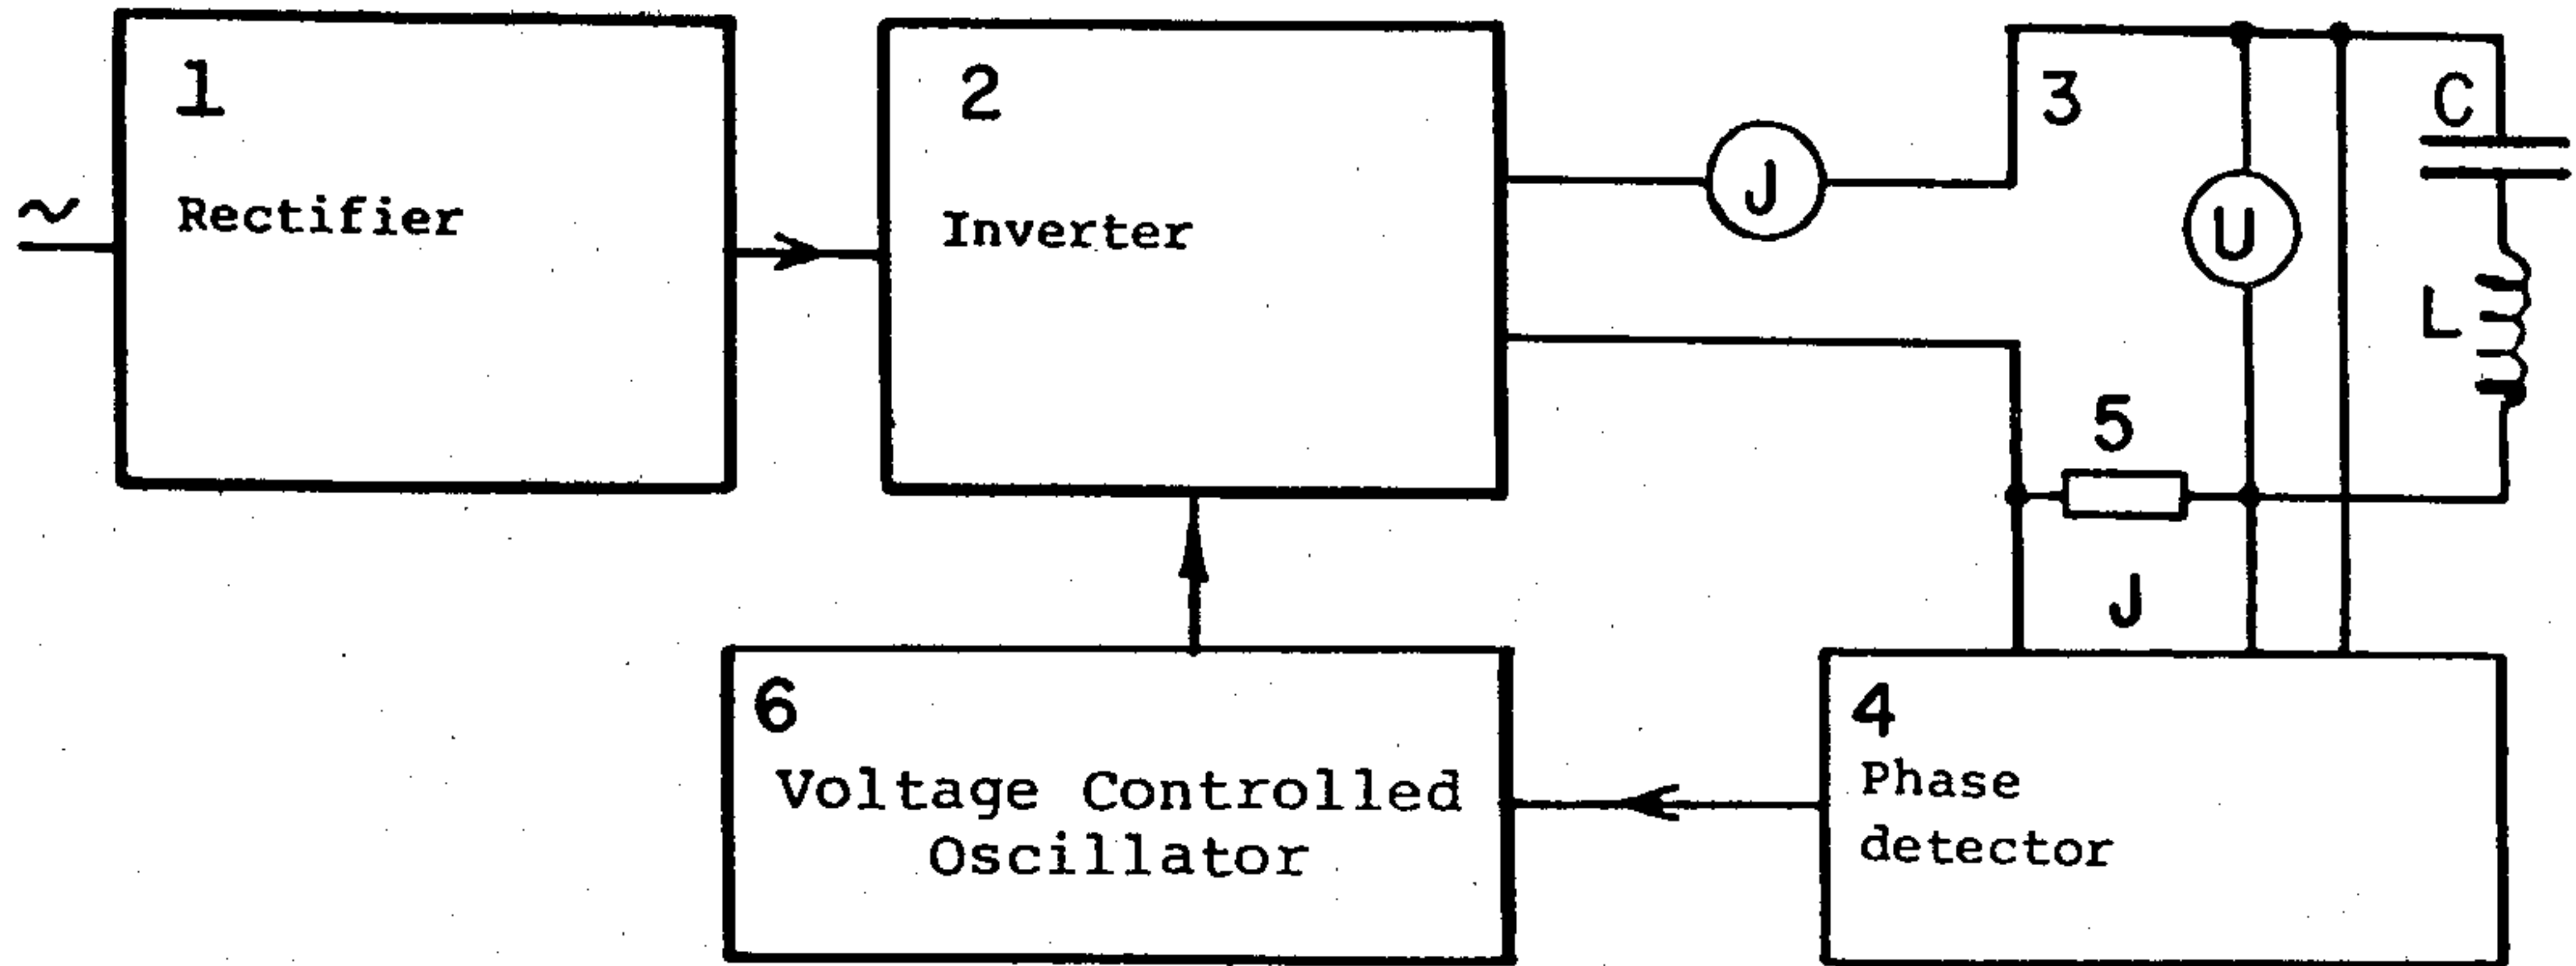 1
Rectifier
~
2
Inverter
J
3
U
C
L
5
J
6
Voltage Controlled
Oscillator
4
Phase
detector